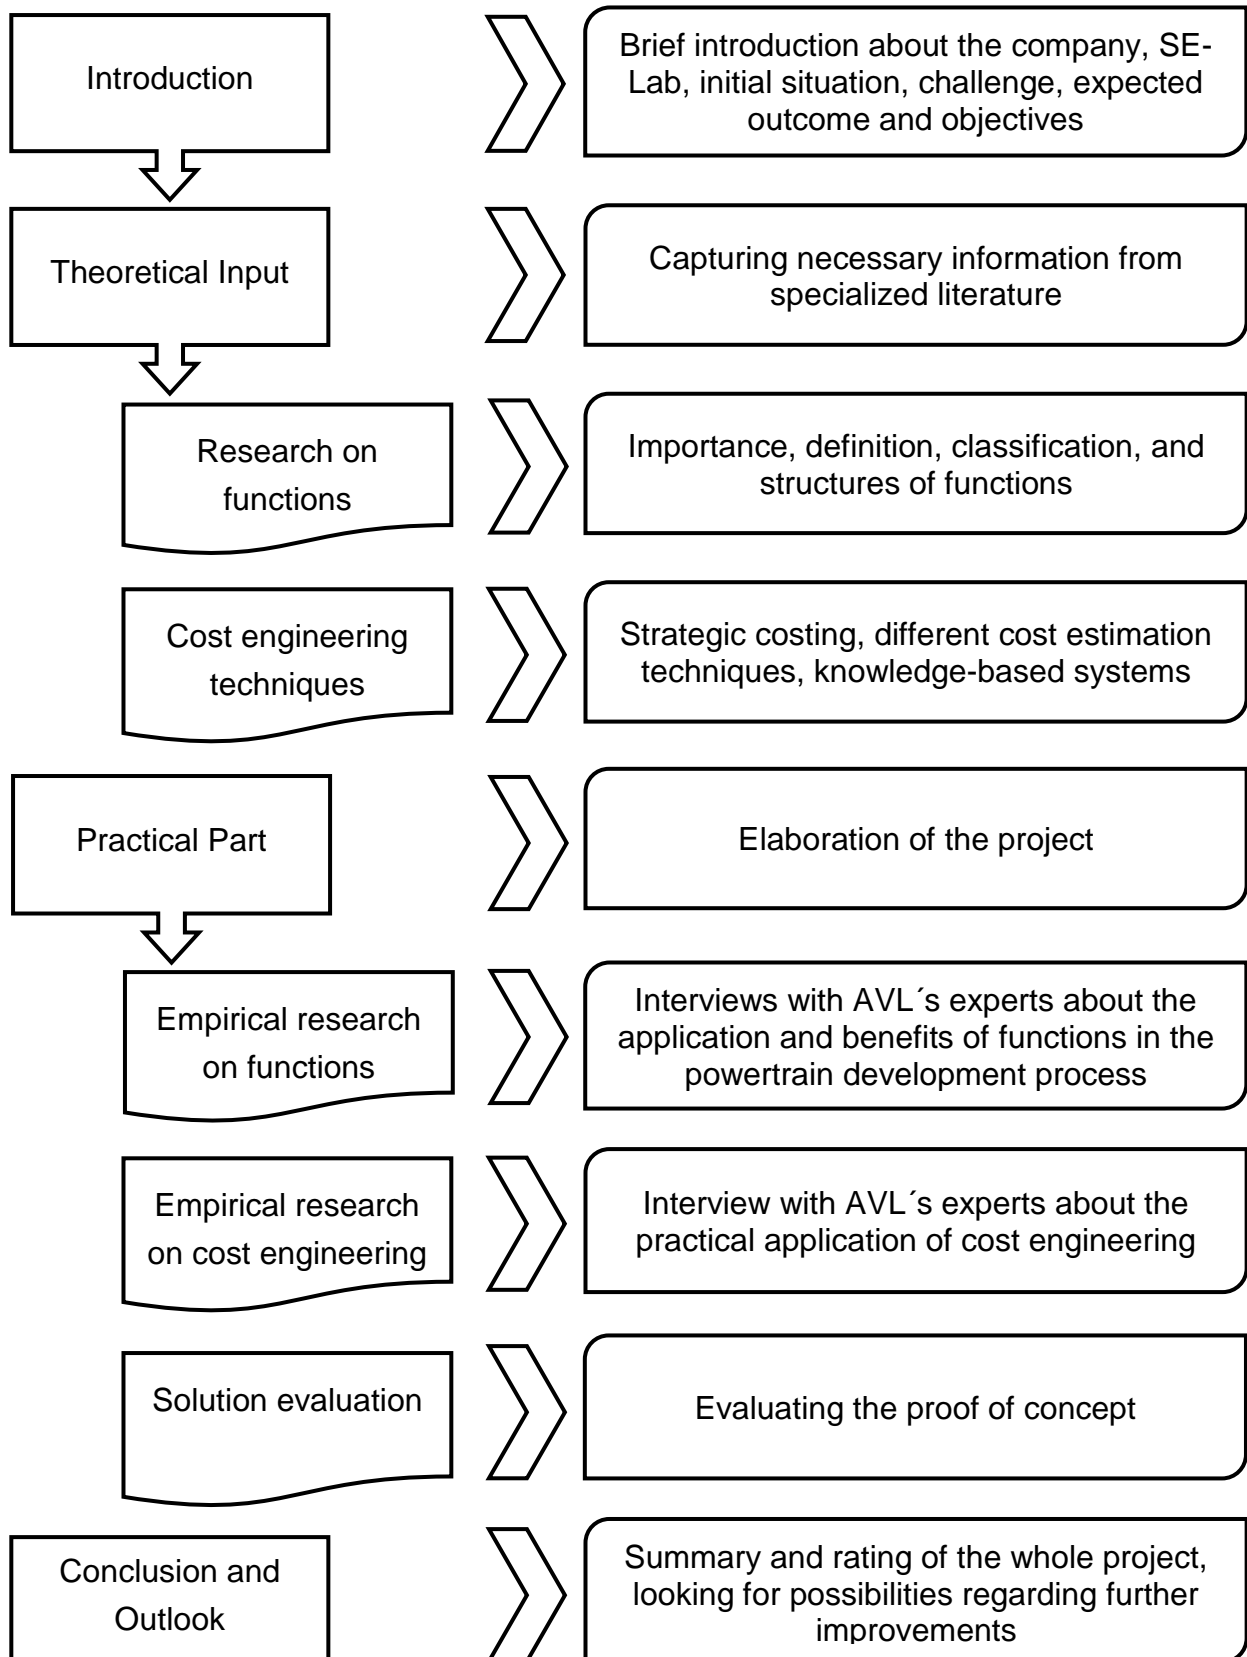 Introduction
Brief introduction about the company, SE-
Lab, initial situation, challenge, expected
outcome and objectives
Theoretical Input
Capturing necessary information from
specialized literature
Research on
functions
Importance, definition, classification, and
structures of functions
Cost engineering
techniques
Strategic costing, different cost estimation
techniques, knowledge-based systems
Practical Part
Elaboration of the project
Empirical research
on functions
Interviews with AVL´s experts about the
application and benefits of functions in the
powertrain development process
Empirical research
on cost engineering
Interview with AVL´s experts about the
practical application of cost engineering
Solution evaluation
Evaluating the proof of concept
Conclusion and
Outlook
Summary and rating of the whole project,
looking for possibilities regarding further
improvements